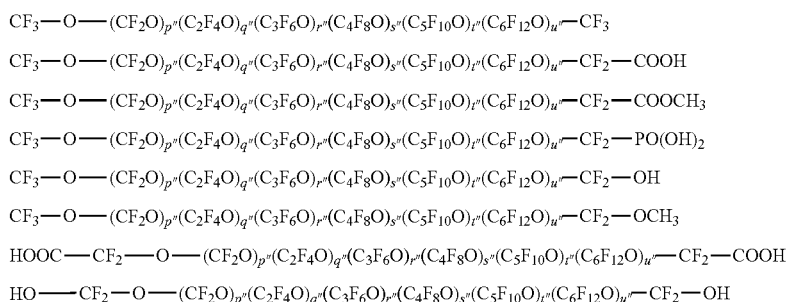 CF₃—O—(CF₂O)p″(C₂F₄O)q″(C₃F₆O)r″(C₄F₈O)s″(C₅F₁₀O)t″(C₆F₁₂O)u″—CF₃
CF₃—O—(CF₂O)p″(C₂F₄O)q″(C₃F₆O)r″(C₄F₈O)s″(C₅F₁₀O)t″(C₆F₁₂O)u″—CF₂—COOH
CF₃—O—(CF₂O)p″(C₂F₄O)q″(C₃F₆O)r″(C₄F₈O)s″(C₅F₁₀O)t″(C₆F₁₂O)u″—CF₂—COOCH₃
CF₃—O—(CF₂O)p″(C₂F₄O)q″(C₃F₆O)r″(C₄F₈O)s″(C₅F₁₀O)t″(C₆F₁₂O)u″—CF₂—PO(OH)₂
CF₃—O—(CF₂O)p″(C₂F₄O)q″(C₃F₆O)r″(C₄F₈O)s″(C₅F₁₀O)t″(C₆F₁₂O)u″—CF₂—OH
CF₃—O—(CF₂O)p″(C₂F₄O)q″(C₃F₆O)r″(C₄F₈O)s″(C₅F₁₀O)t″(C₆F₁₂O)u″—CF₂—OCH₃
HOOC—CF₂—O—(CF₂O)p″(C₂F₄O)q″(C₃F₆O)r″(C₄F₈O)s″(C₅F₁₀O)t″(C₆F₁₂O)u″—CF₂—COOH
HO—CF₂—O—(CF₂O)p″(C₂F₄O)q″(C₃F₆O)r″(C₄F₈O)s″(C₅F₁₀O)t″(C₆F₁₂O)u″—CF₂—OH